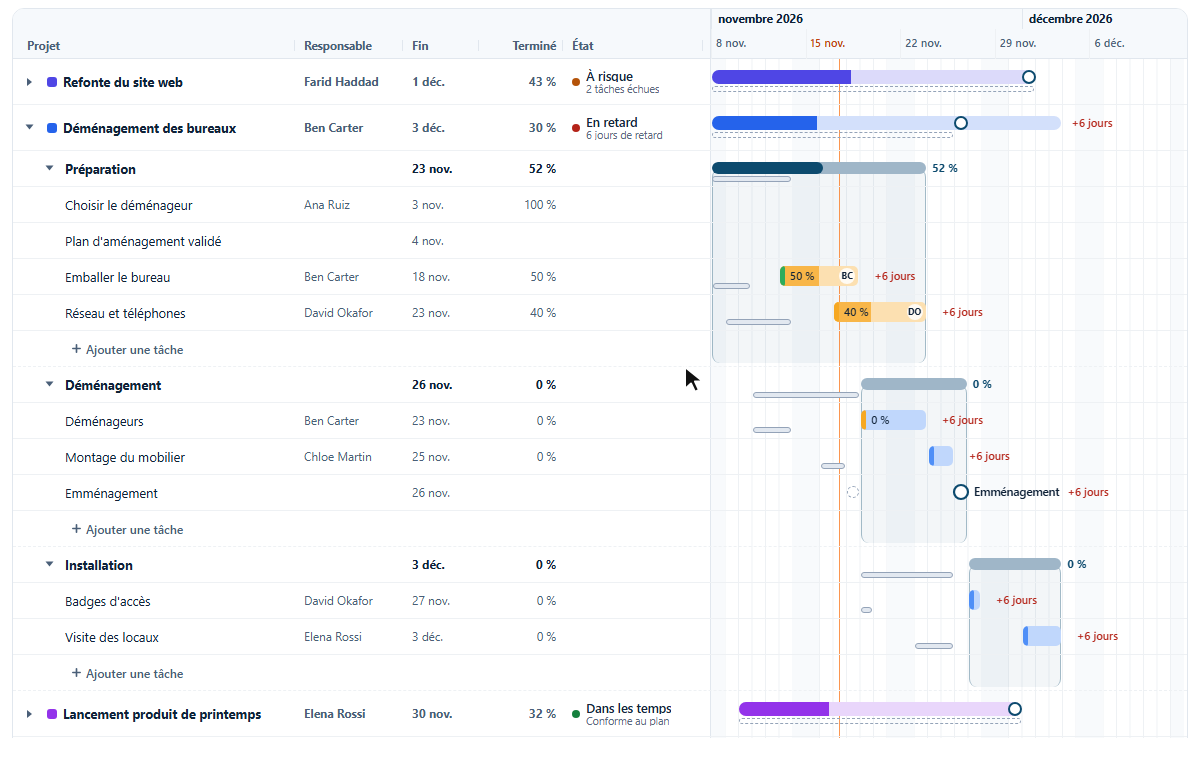 novembre 2026 décembre 2026
Projet Responsable Fin Terminé État 8 nov. 15 nov. 22 nov. 29 nov. 6 déc.
Refonte du site web Farid Haddad 1 déc. 43 % À risque
2 tâches échues
Déménagement des bureaux Ben Carter 3 déc. 30 % En retard +6 jours
6 jours de retard
Préparation 23 nov. 52 % 52 %
Choisir le déménageur Ana Ruiz 3 nov. 100 %
Plan d'aménagement validé 4 nov.
Emballer le bureau Ben Carter 18 nov. 50 % 50 % BC +6 jours
Réseau et téléphones David Okafor 23 nov. 40 % 40 % DO +6 jours
+ Ajouter une tâche
Déménagement 26 nov. 0 % 0 %
Déménageurs Ben Carter 23 nov. 0 % 0 % +6 jours
Montage du mobilier Chloe Martin 25 nov. 0 % +6 jours
Emménagement 26 nov. Emménagement +6 jours
+ Ajouter une tâche
Installation 3 déc. 0 % 0 %
Badges d'accès David Okafor 27 nov. 0 % +6 jours
Visite des locaux Elena Rossi 3 déc. 0 % +6 jours
+ Ajouter une tâche
Lancement produit de printemps Elena Rossi 30 nov. 32 % Dans les temps
Conforme au plan